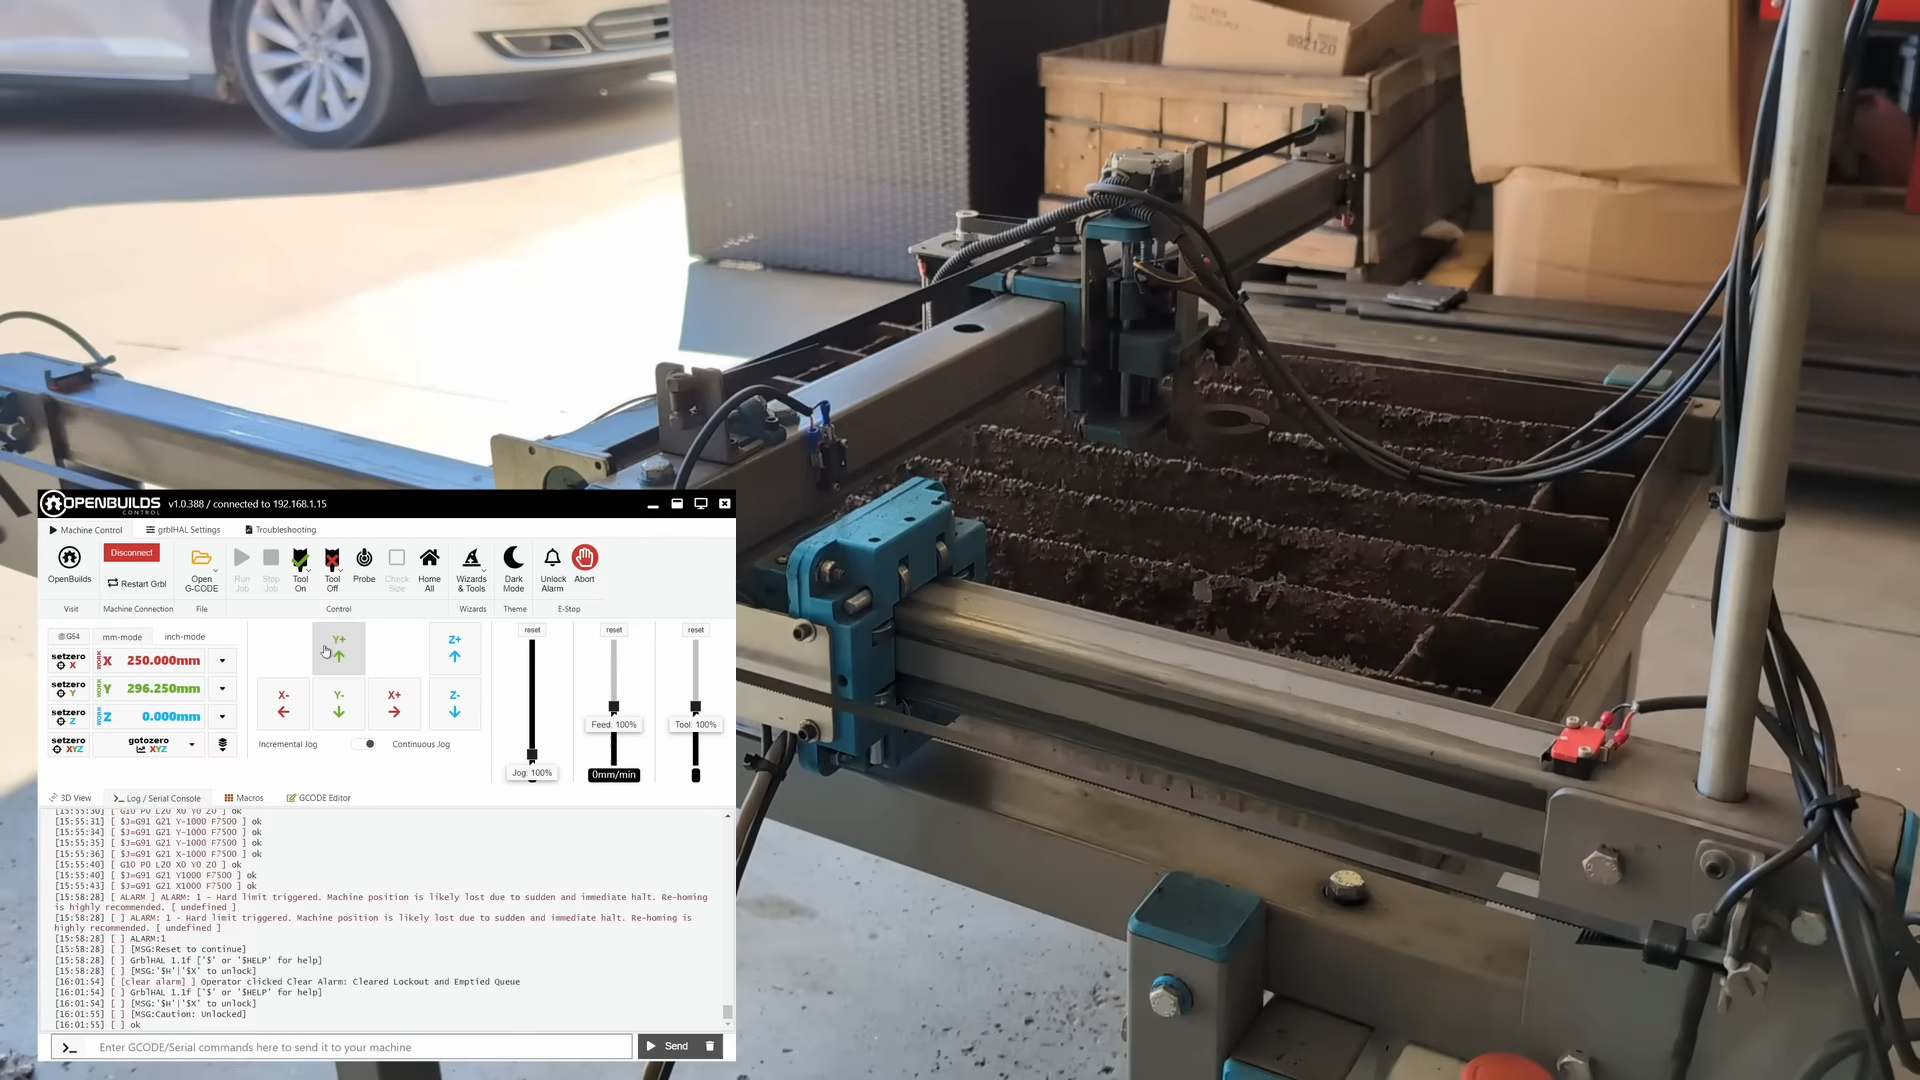 892120
OPENBUILDS
CONTROL
v1.0.388 / connected to 192.168.1.15
Machine Control
grblHAL Settings
Troubleshooting
OpenBuilds
Disconnect
Restart Grbl
Open
G-CODE
Run
Job
Stop
Job
Tool
On
Tool
Off
Probe
Check
Size
Home
All
Wizards
& Tools
Dark
Mode
Unlock
Alarm
Abort
Visit
Machine Connection
File
Control
Wizards
Theme
E-Stop
G54
mm-mode
inch-mode
setzero
X
WORK
X
250.000mm
setzero
Y
WORK
Y
296.250mm
setzero
Z
WORK
Z
0.000mm
setzero
XYZ
gotozero
XYZ
Y+
Z+
X-
Y-
X+
Z-
Incremental Jog
Continuous Jog
reset
reset
reset
Jog: 100%
Feed: 100%
Tool: 100%
0mm/min
3D View
Log / Serial Console
Macros
GCODE Editor
[15:55:30] [ G10 P0 L20 X0 Y0 Z0 ] ok
[15:55:31] [ $J=G91 G21 Y-1000 F7500 ] ok
[15:55:34] [ $J=G91 G21 X-1000 F7500 ] ok
[15:55:35] [ $J=G91 G21 Y-1000 F7500 ] ok
[15:55:36] [ $J=G91 G21 X-1000 F7500 ] ok
[15:55:40] [ G10 P0 L20 X0 Y0 Z0 ] ok
[15:55:40] [ $J=G91 G21 Y1000 F7500 ] ok
[15:55:43] [ $J=G91 G21 X1000 F7500 ] ok
[15:58:28] [ ALARM ] ALARM: 1 - Hard limit triggered. Machine position is likely lost due to sudden and immediate halt. Re-homing
is highly recommended. [ undefined ]
[15:58:28] [ ] ALARM: 1 - Hard limit triggered. Machine position is likely lost due to sudden and immediate halt. Re-homing is
highly recommended. [ undefined ]
[15:58:28] [ ] ALARM:1
[15:58:28] [ ] [MSG:Reset to continue]
[15:58:28] [ ] GrblHAL 1.1f ['$' or '$HELP' for help]
[15:58:28] [ ] [MSG:'$H'|'$X' to unlock]
[16:01:54] [ [clear alarm] ] Operator clicked Clear Alarm: Cleared Lockout and Emptied Queue
[16:01:54] [ ] GrblHAL 1.1f ['$' or '$HELP' for help]
[16:01:54] [ ] [MSG:'$H'|'$X' to unlock]
[16:01:55] [ ] [MSG:Caution: Unlocked]
[16:01:55] [ ] ok
Enter GCODE/Serial commands here to send it to your machine
Send